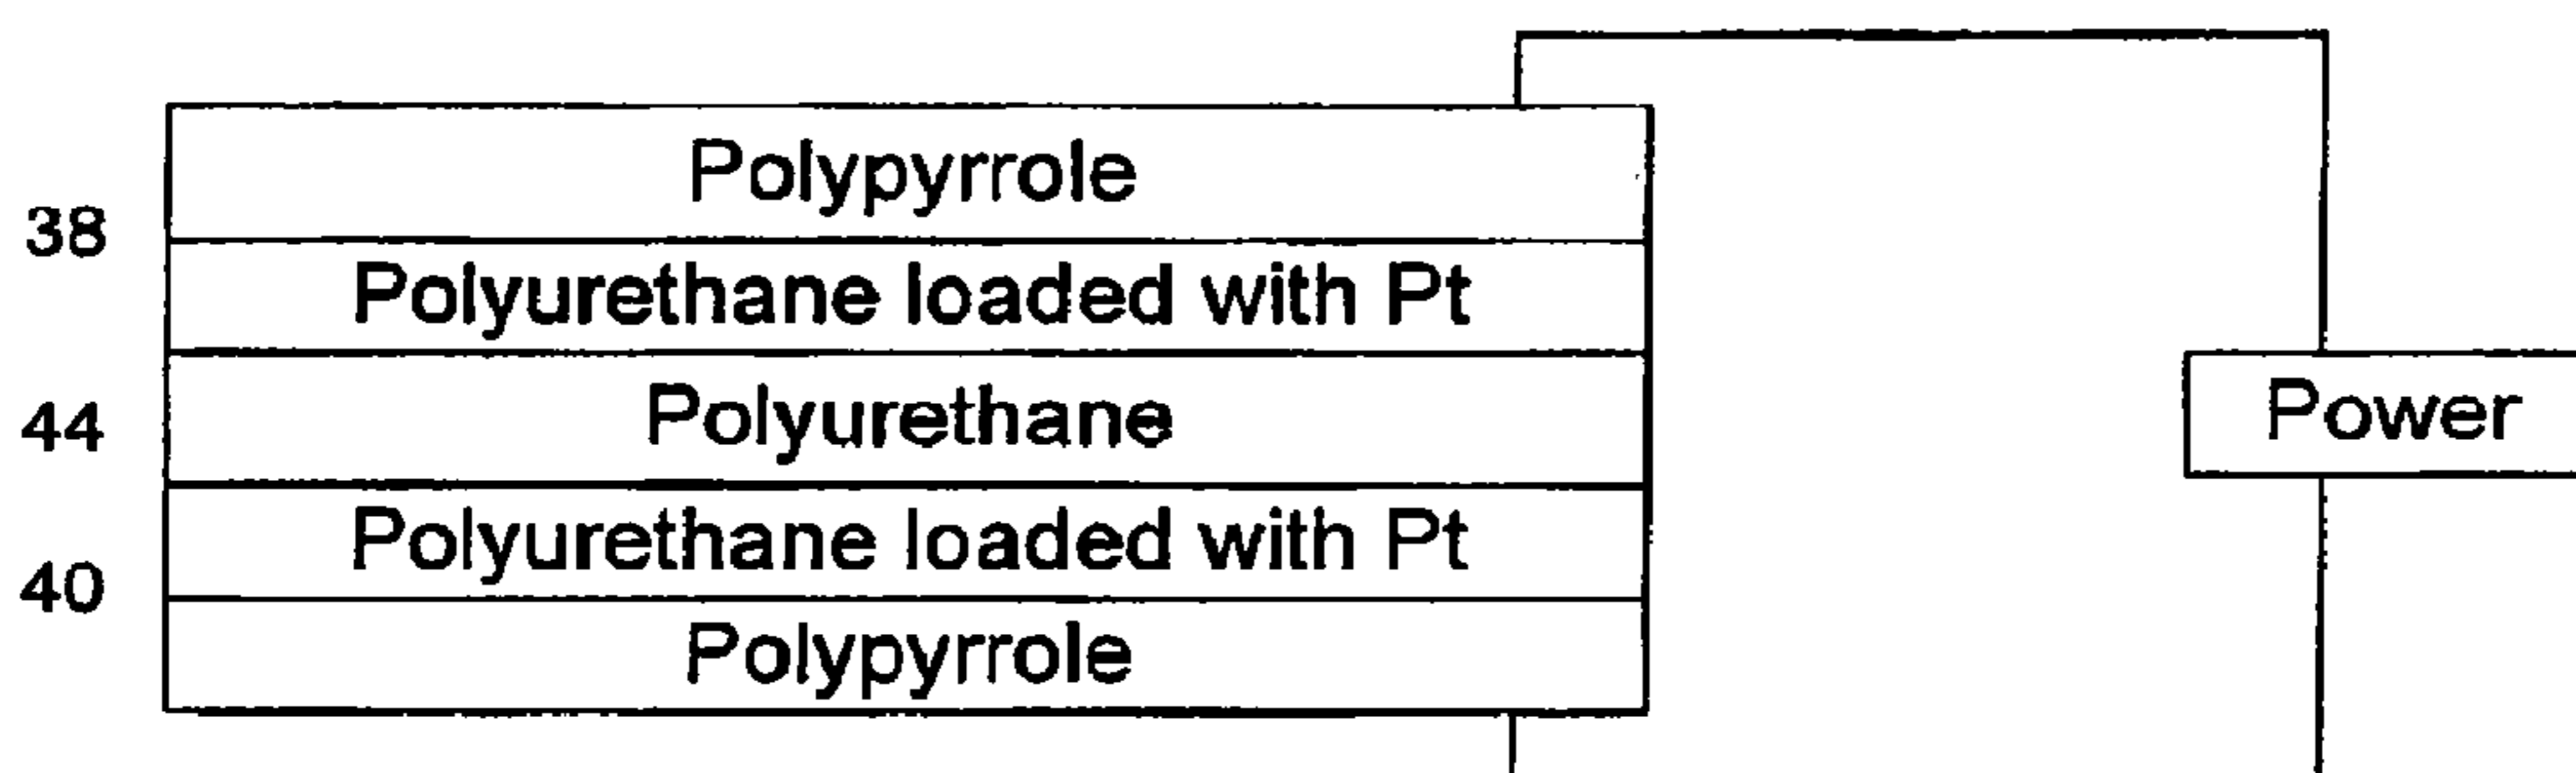 Polypyrrole
38
Polyurethane loaded with Pt
Polyurethane
44
Power
Polyurethane loaded with Pt
40
Polypyrrole